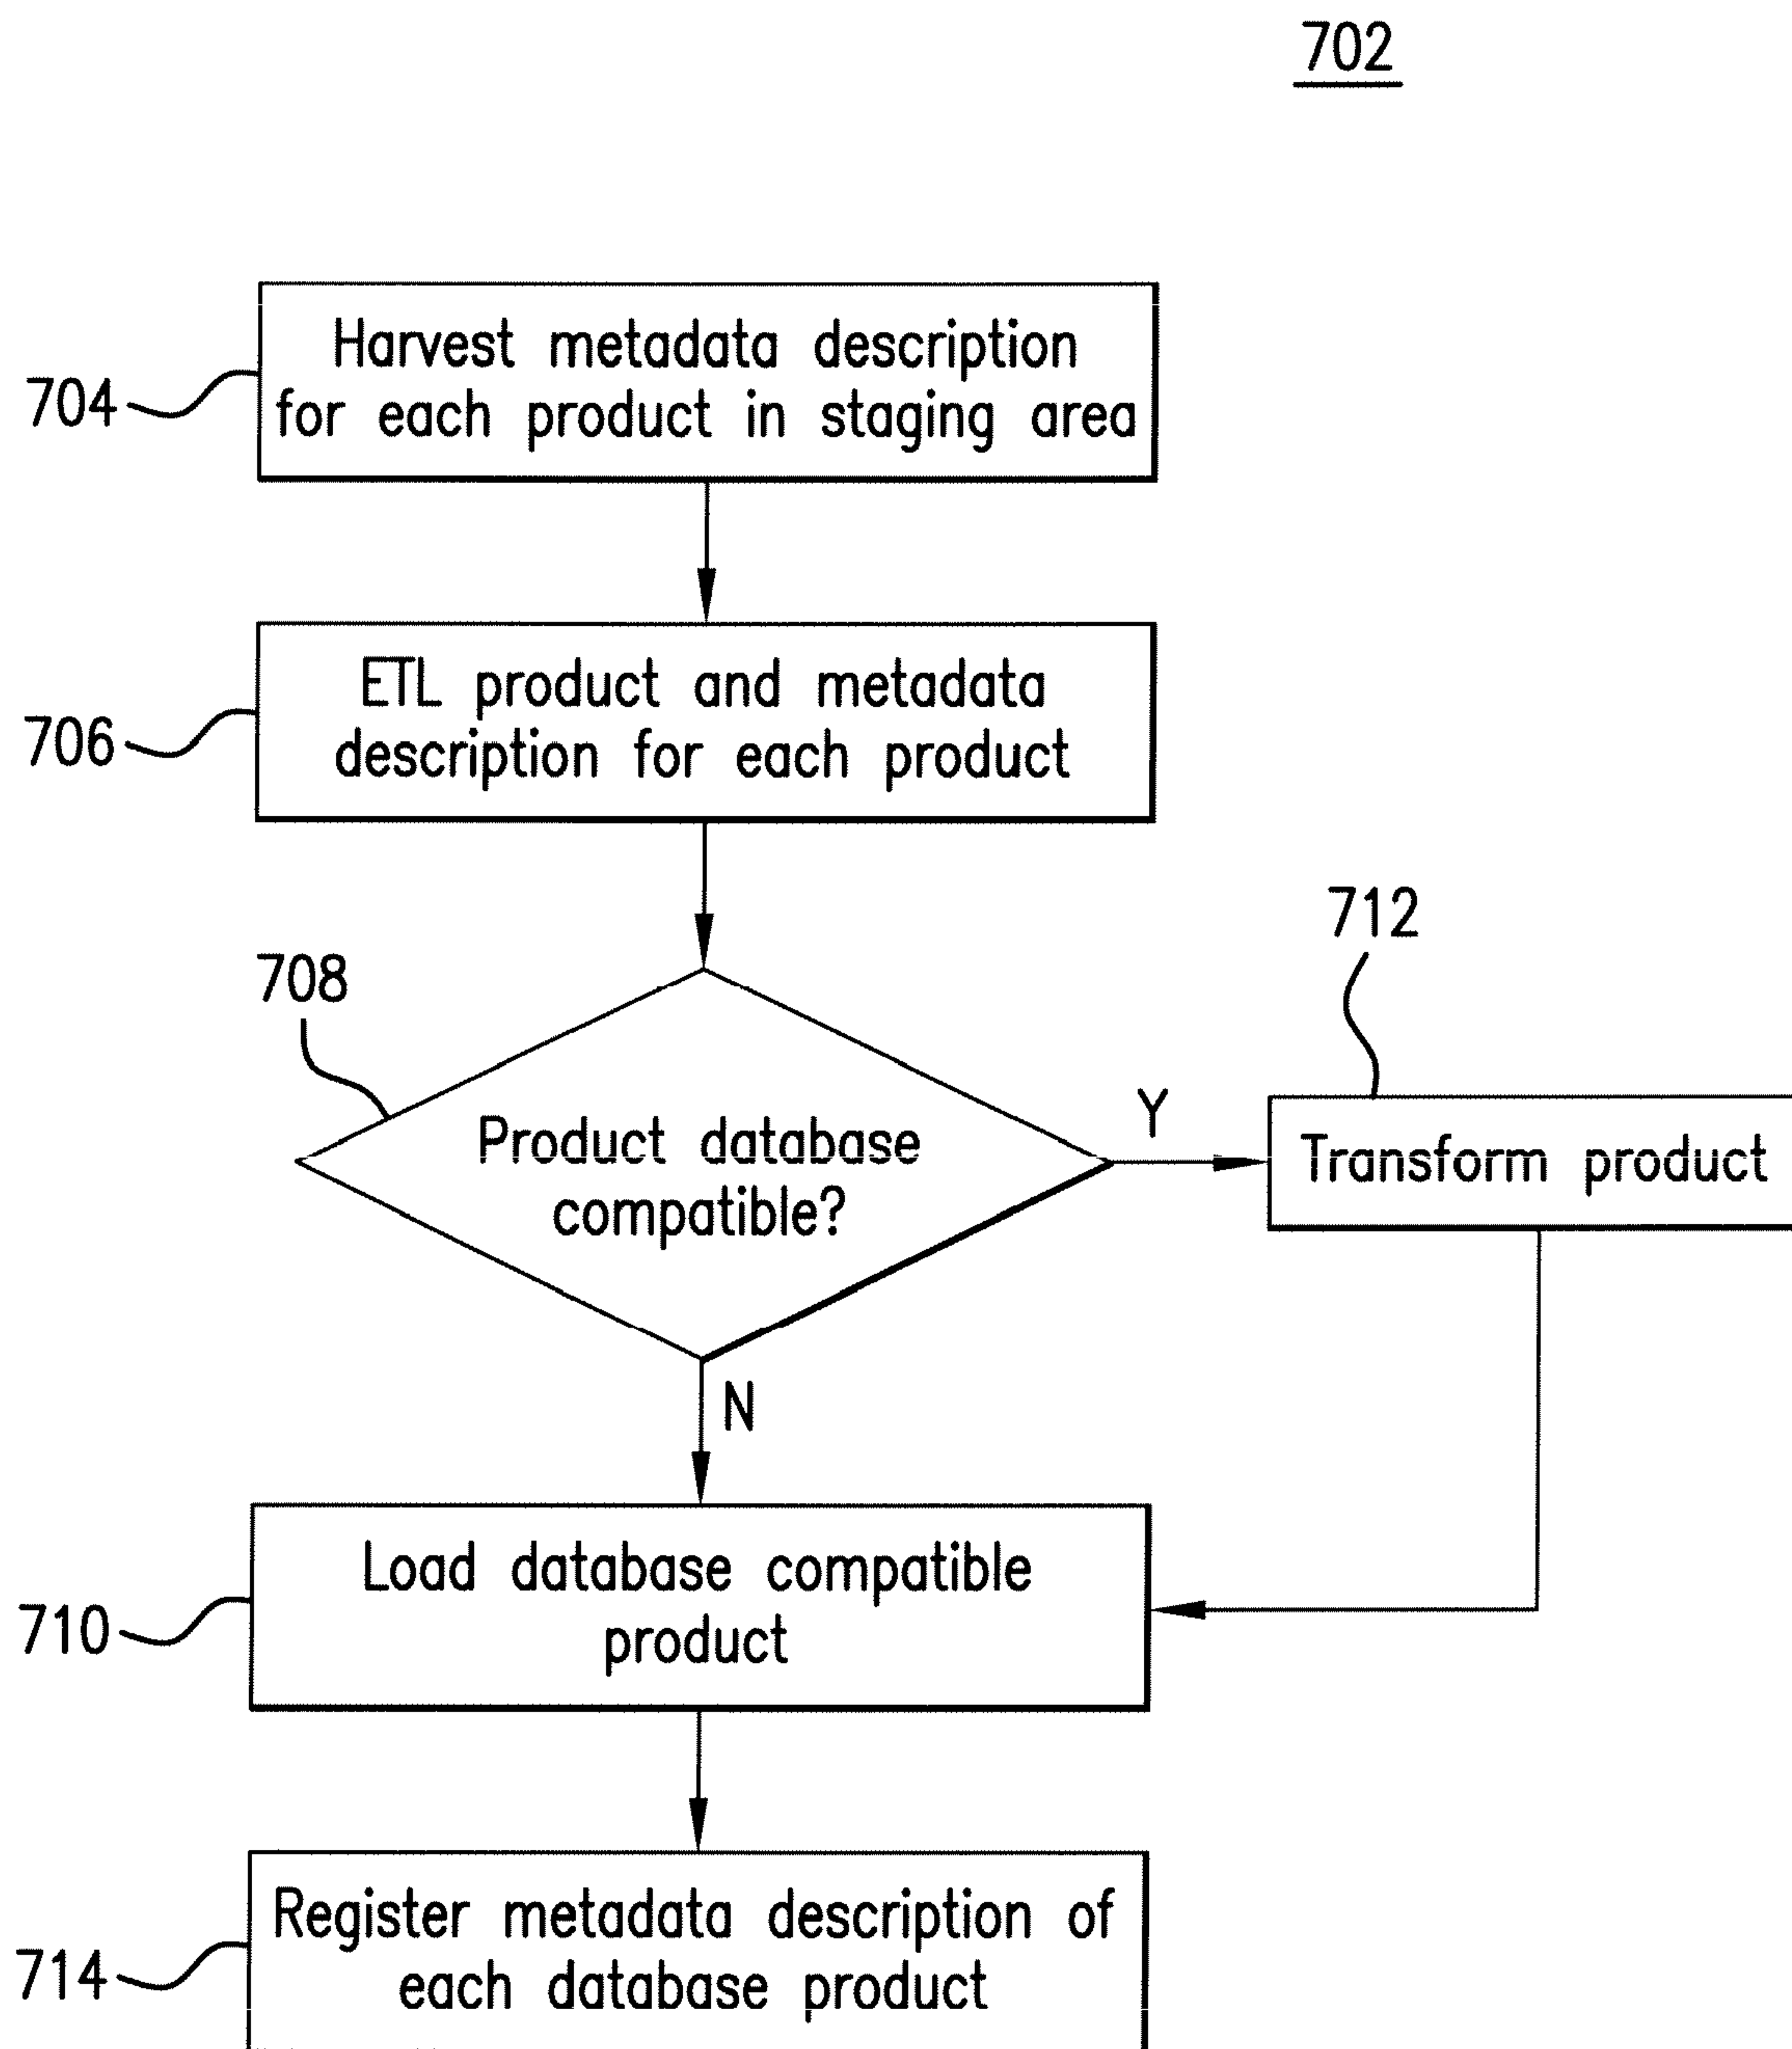 702
Harvest metadata description
for each product in staging area
704
ETL product and metadata
description for each product
706
708
Product database
compatible?
Y
712
Transform product
N
Load database compatible
product
710
Register metadata description of
each database product
714